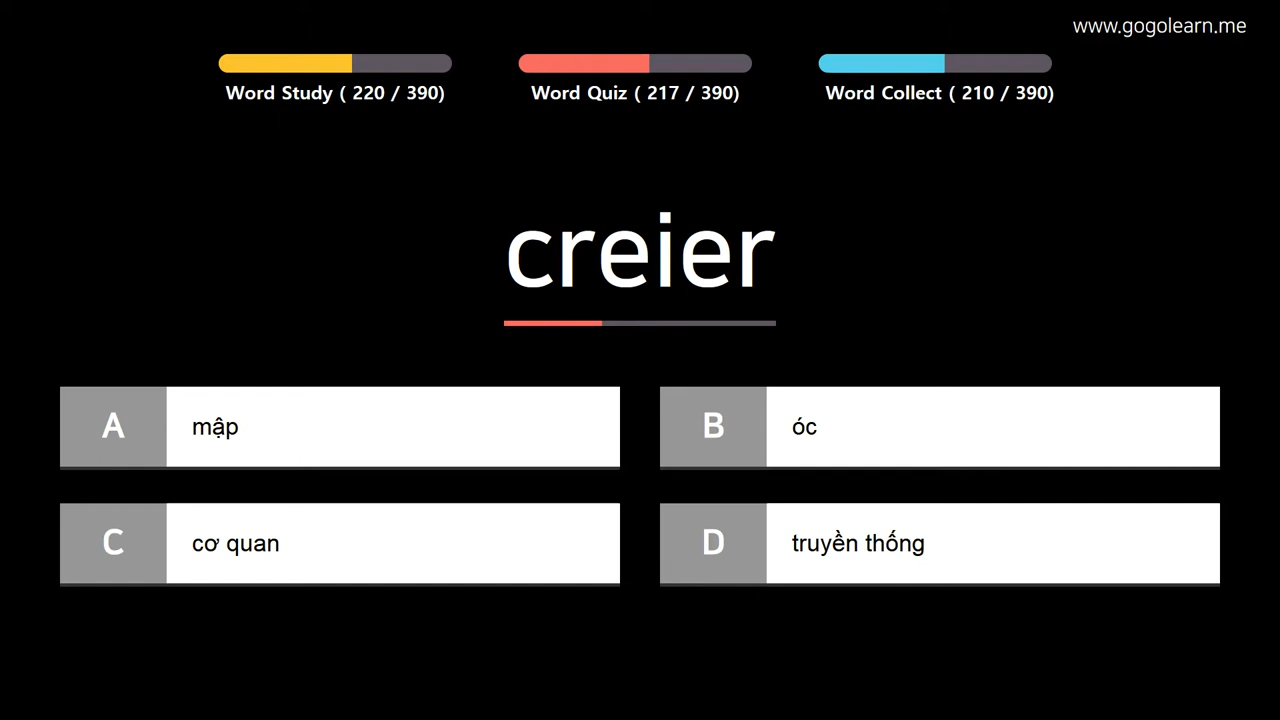 www.gogolearn.me
Word Study ( 220 / 390)
Word Quiz ( 217 / 390)
Word Collect ( 210 / 390)
creier
A
mập
B
óc
C
cơ quan
D
truyền thống